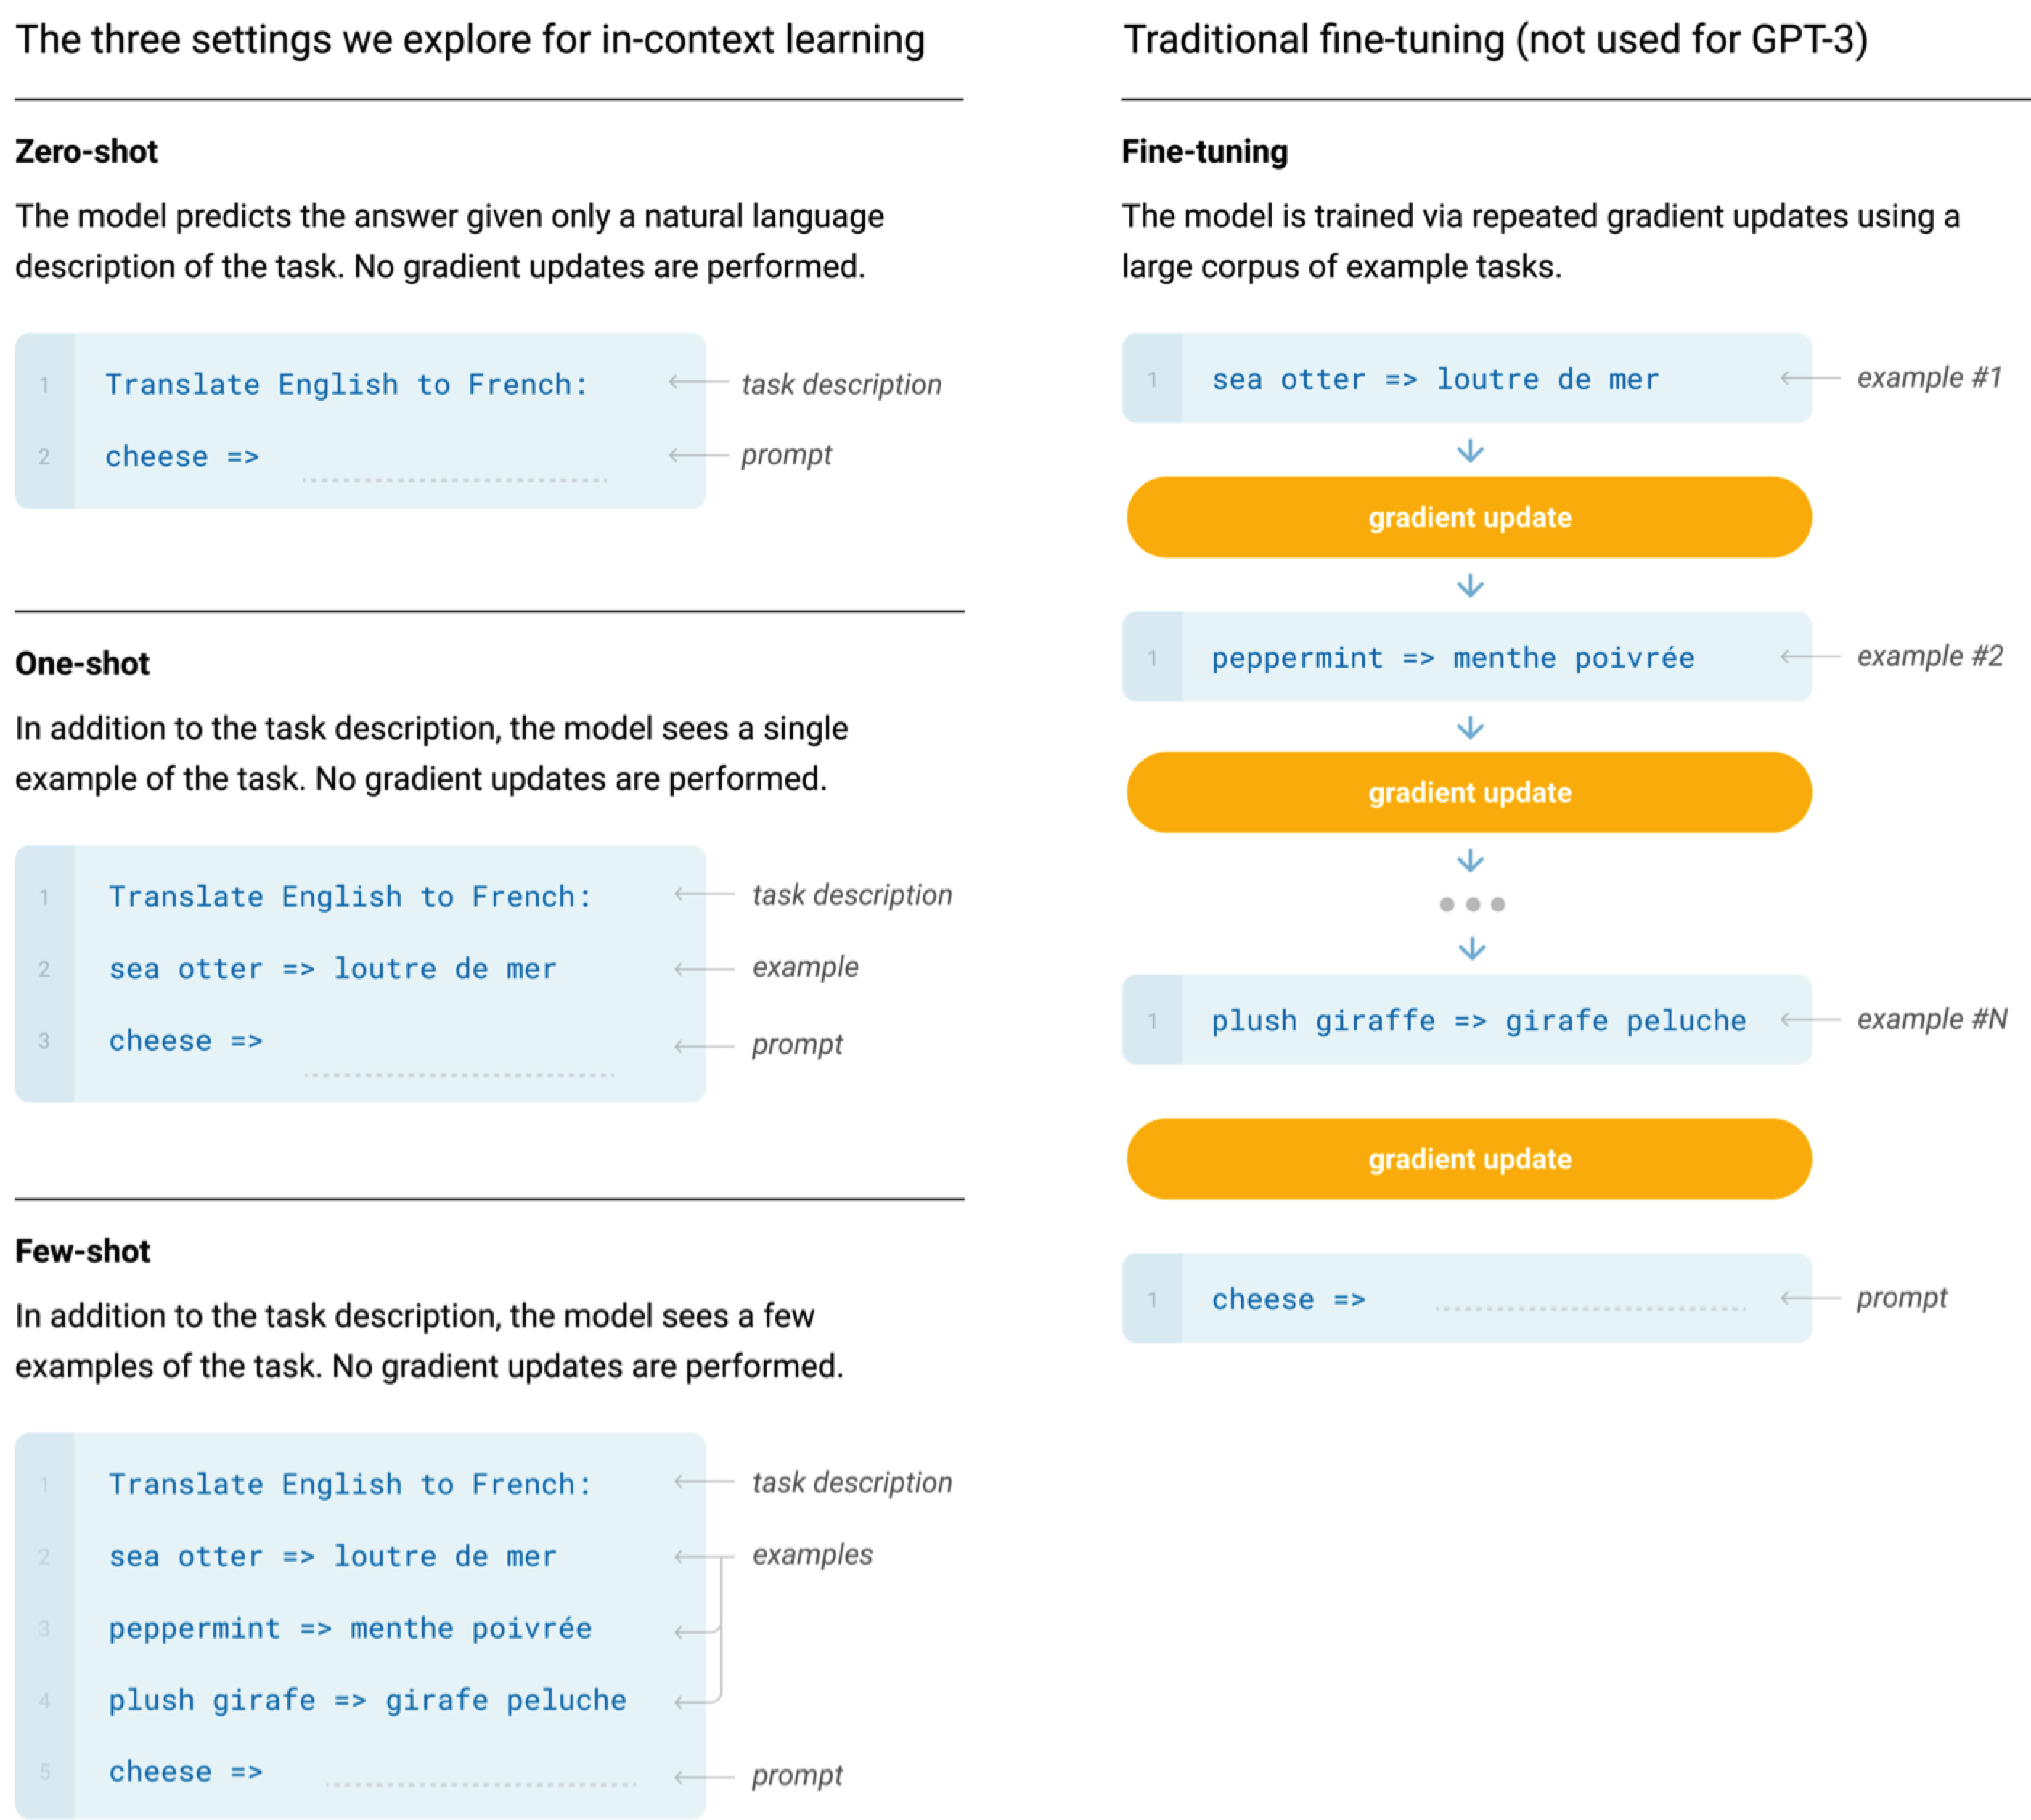 The three settings we explore for in-context learning
Zero-shot
The model predicts the answer given only a natural language
description of the task. No gradient updates are performed.
1 Translate English to French: task description
2 cheese => prompt
One-shot
In addition to the task description, the model sees a single
example of the task. No gradient updates are performed.
1 Translate English to French: task description
2 sea otter => loutre de mer example
3 cheese => prompt
Few-shot
In addition to the task description, the model sees a few
examples of the task. No gradient updates are performed.
1 Translate English to French: task description
2 sea otter => loutre de mer examples
3 peppermint => menthe poivrée
4 plush girafe => girafe peluche
5 cheese => prompt
Traditional fine-tuning (not used for GPT-3)
Fine-tuning
The model is trained via repeated gradient updates using a
large corpus of example tasks.
1 sea otter => loutre de mer example #1
gradient update
1 peppermint => menthe poivrée example #2
gradient update
1 plush giraffe => girafe peluche example #N
gradient update
1 cheese => prompt